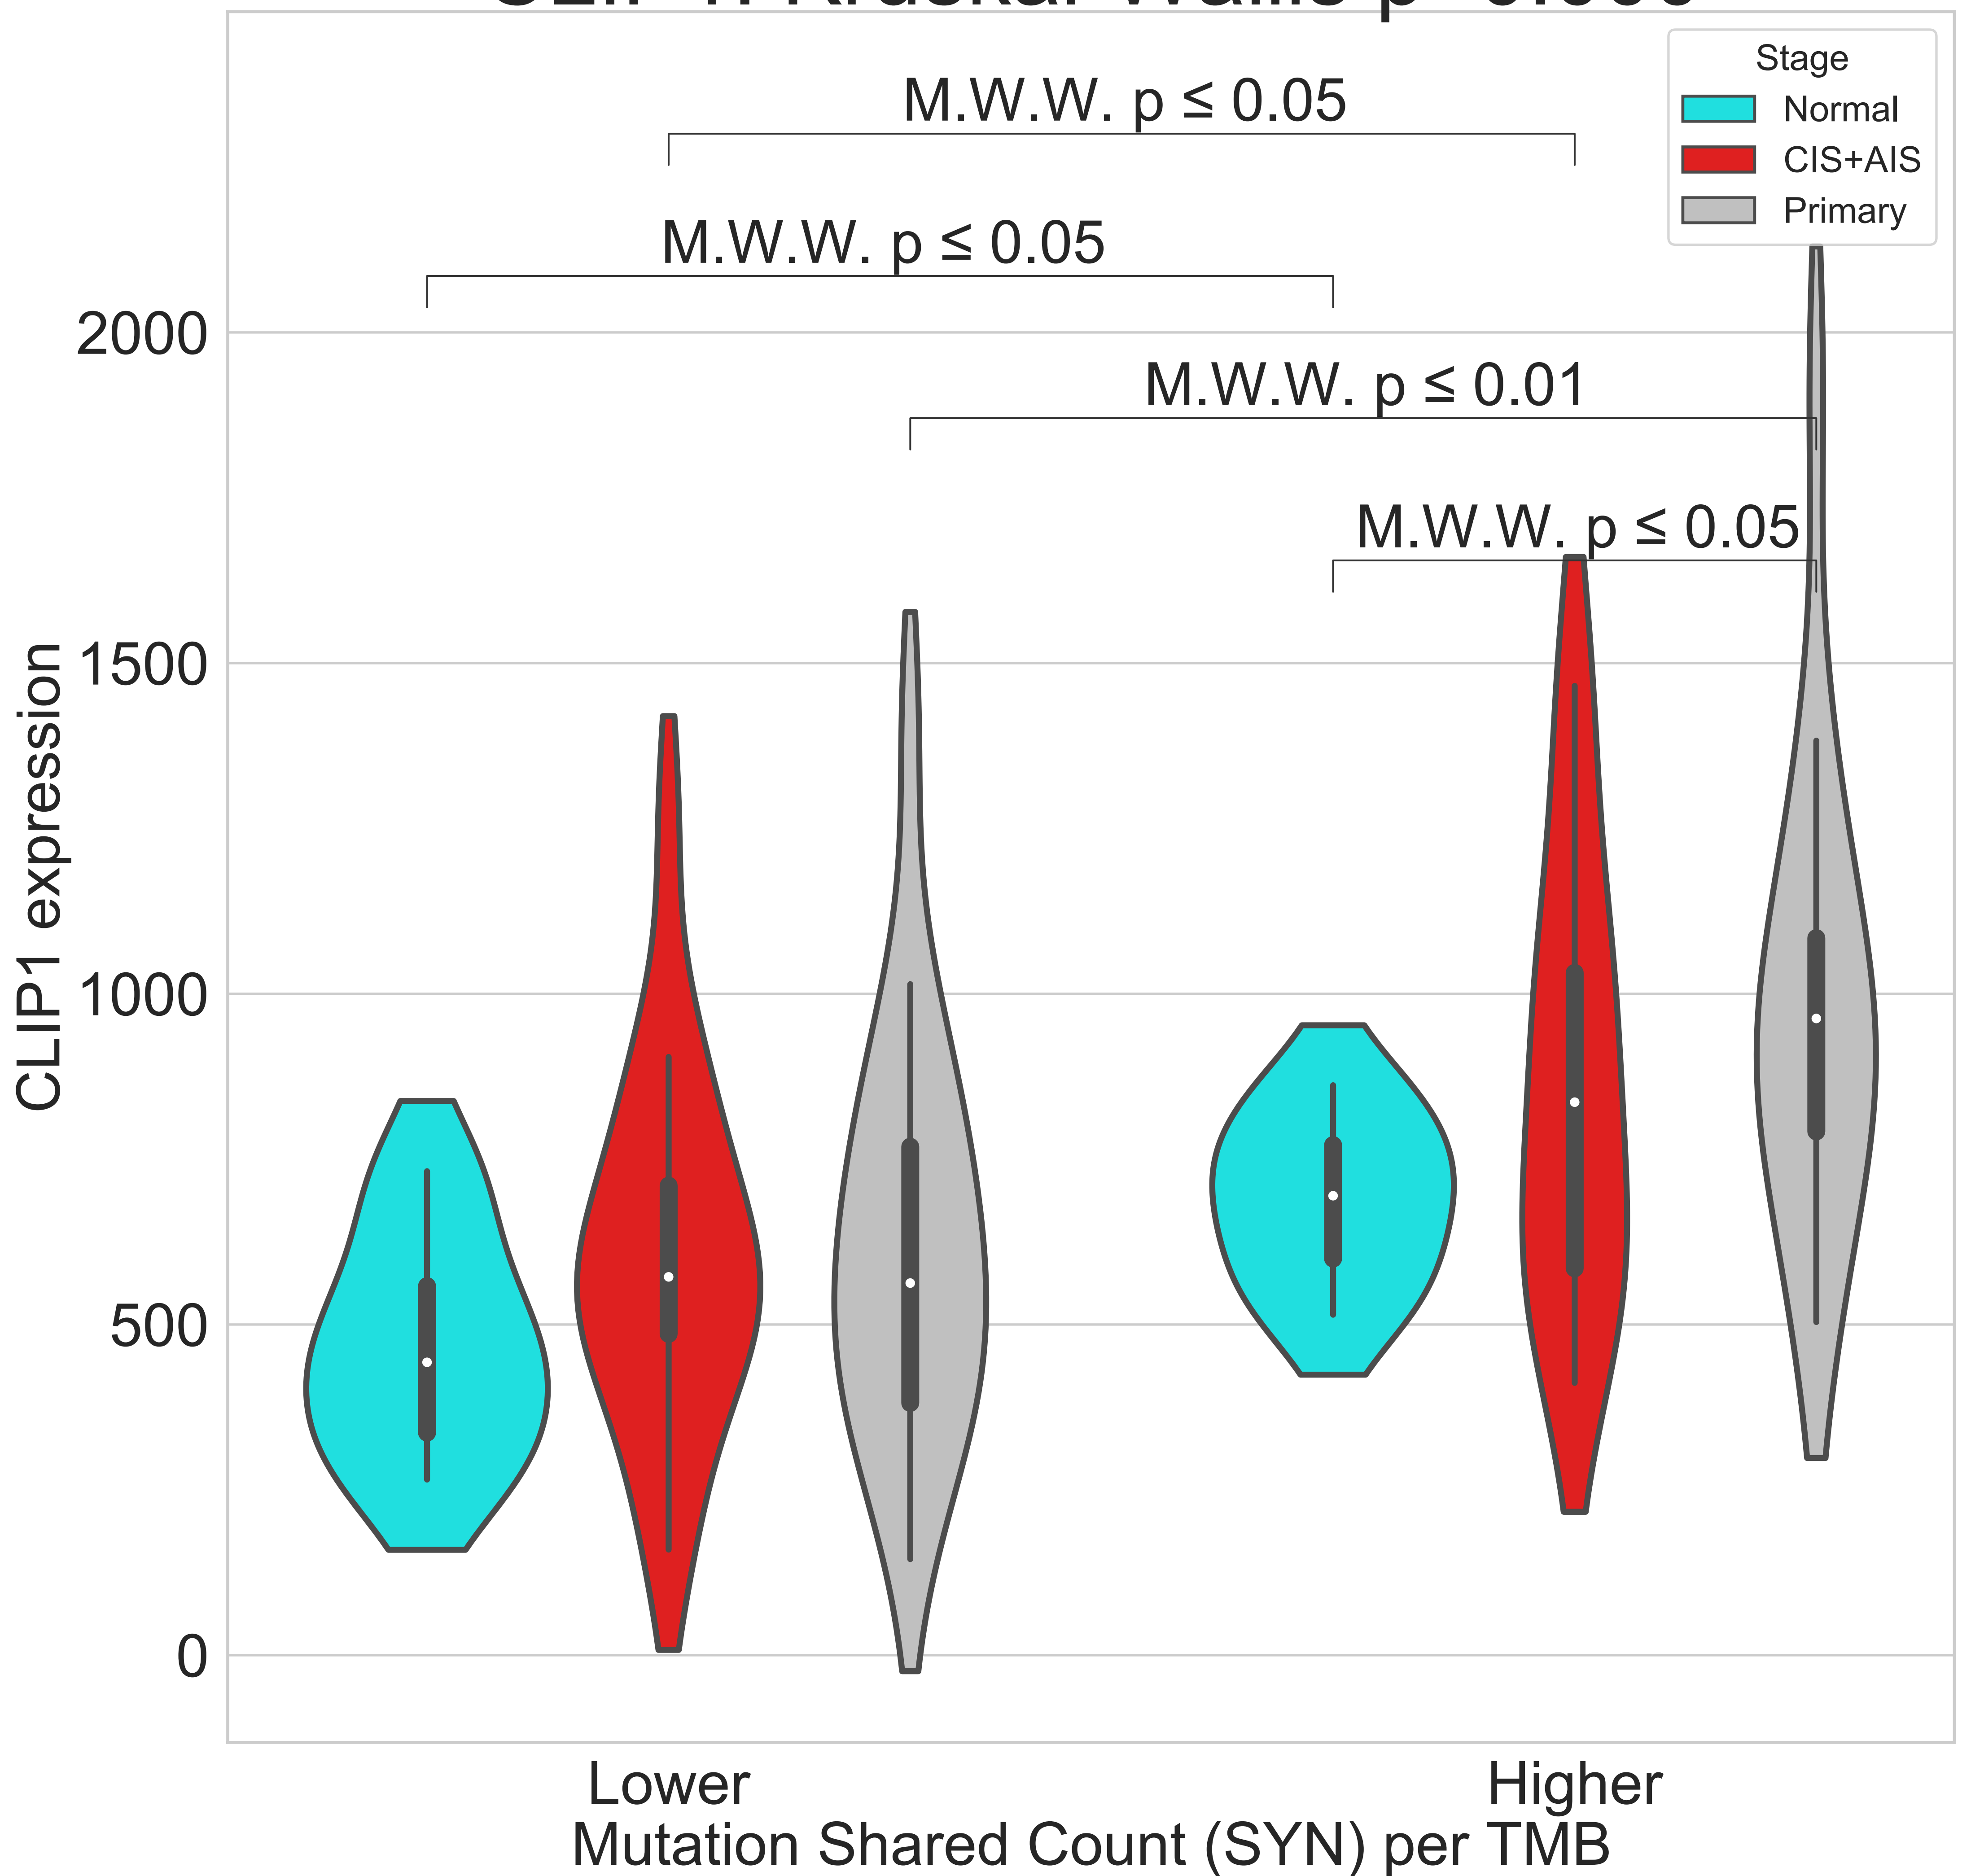 Stage
Normal
CIS+AIS
Primary
M.W.W. p ≤ 0.05
M.W.W. p ≤ 0.05
M.W.W. p ≤ 0.01
M.W.W. p ≤ 0.05
2000
1500
1000
500
0
CLIP1 expression
Lower
Higher
Mutation Shared Count (SYN) per TMB